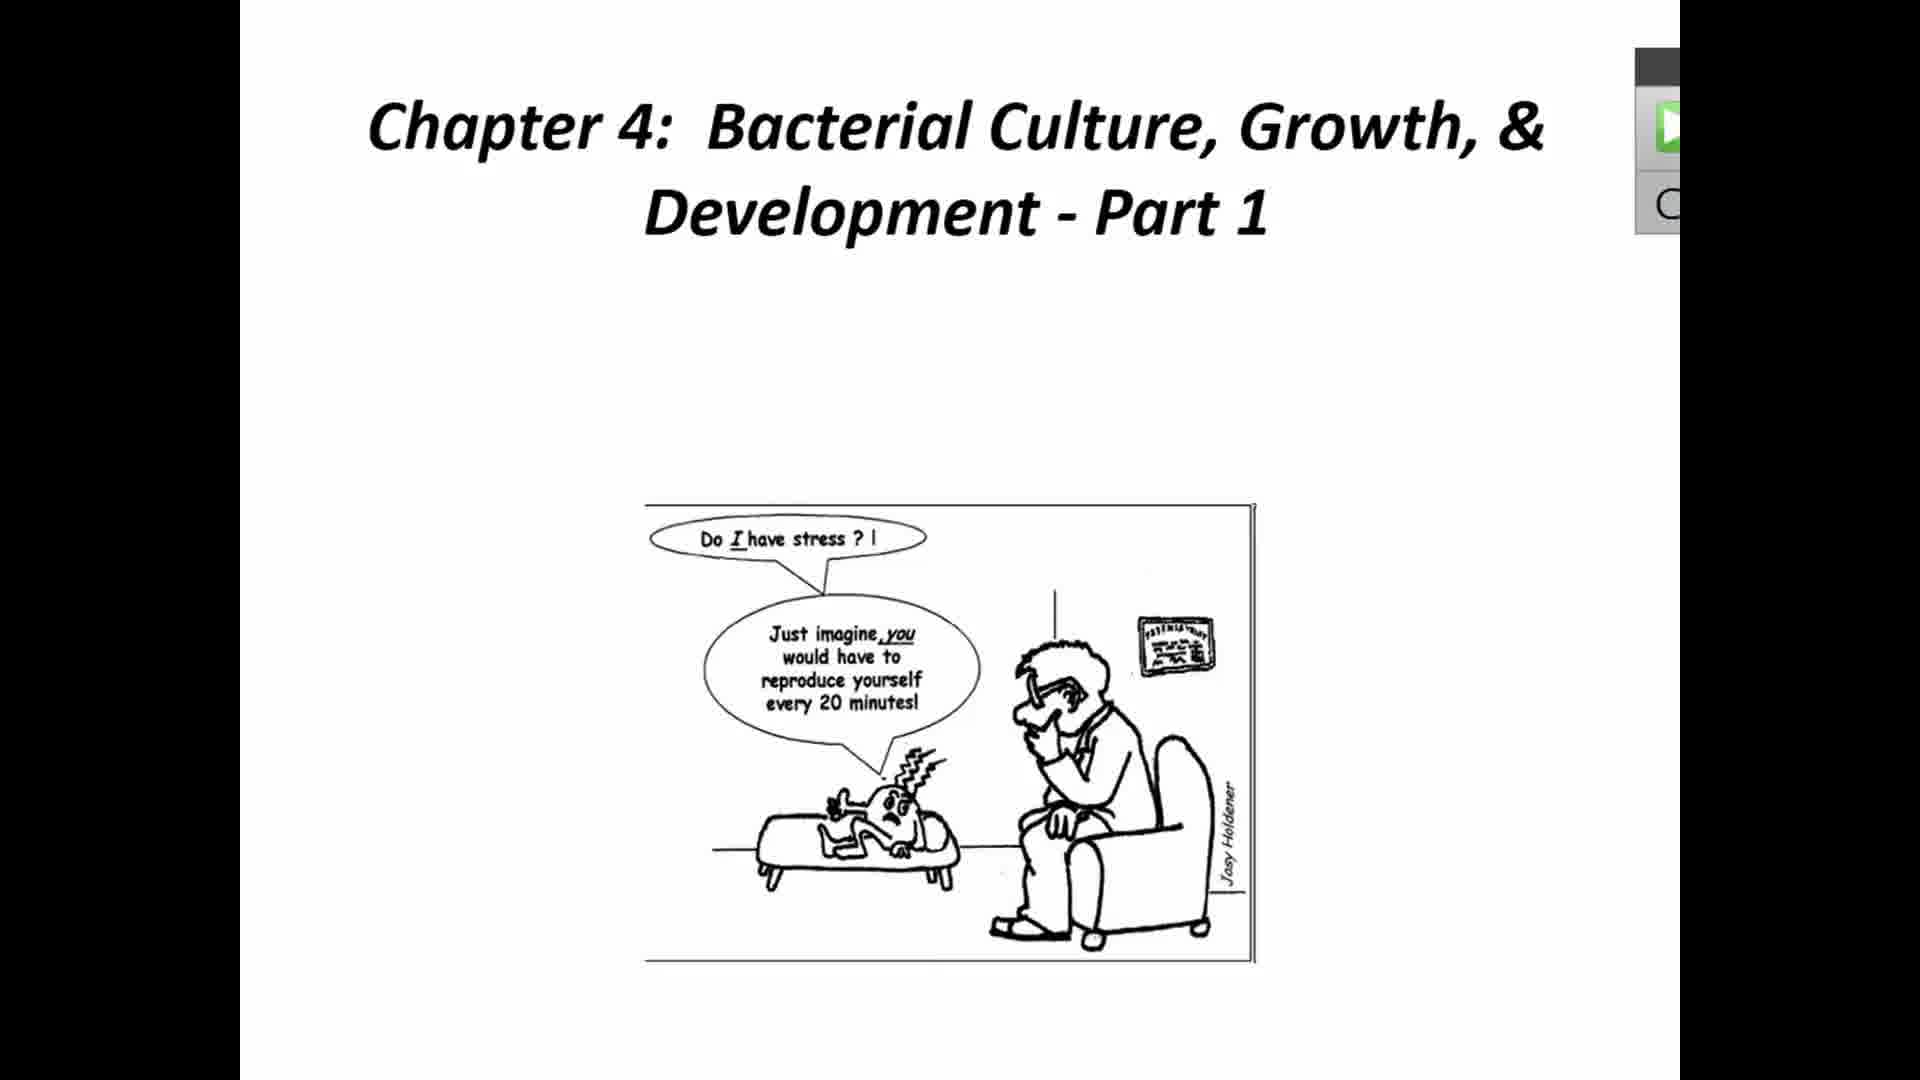 Chapter 4: Bacterial Culture, Growth, &
Development - Part 1
Do I have stress ? !
Just imagine, you
would have to
reproduce yourself
every 20 minutes!
Josy Holdener